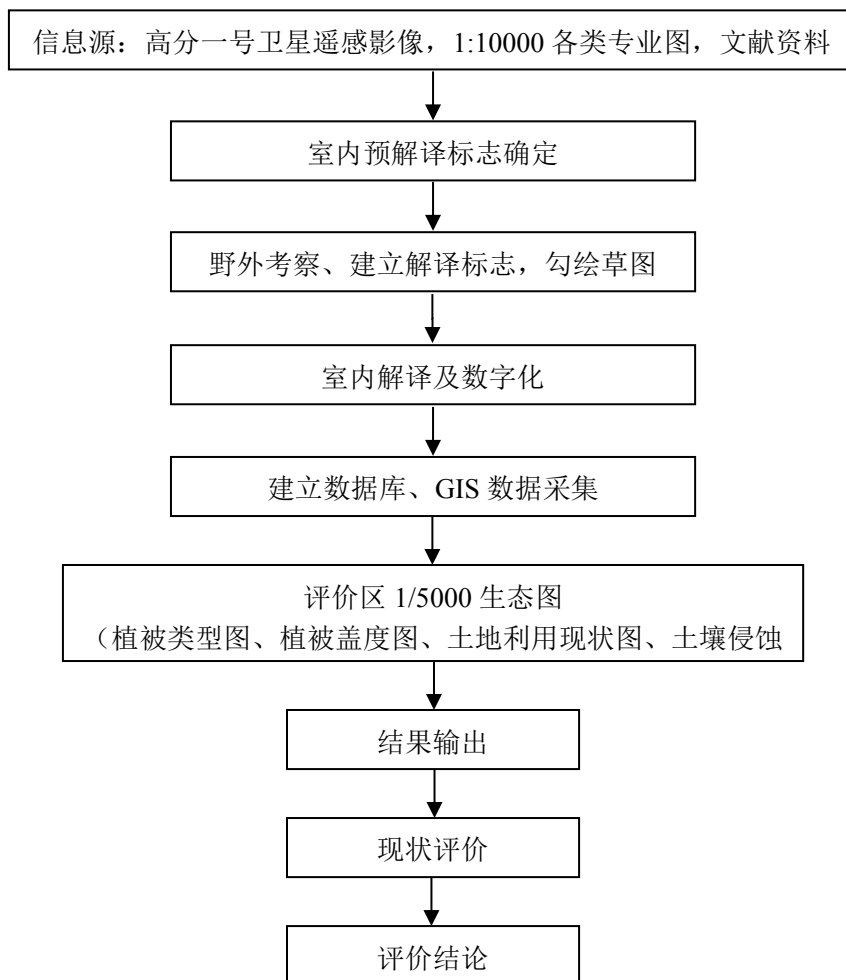 信息源：高分一号卫星遥感影像，1:10000 各类专业图，文献资料
室内预解译标志确定
野外考察、建立解译标志，勾绘草图
室内解译及数字化
建立数据库、GIS 数据采集
评价区 1/5000 生态图
（植被类型图、植被盖度图、土地利用现状图、土壤侵蚀
结果输出
现状评价
评价结论